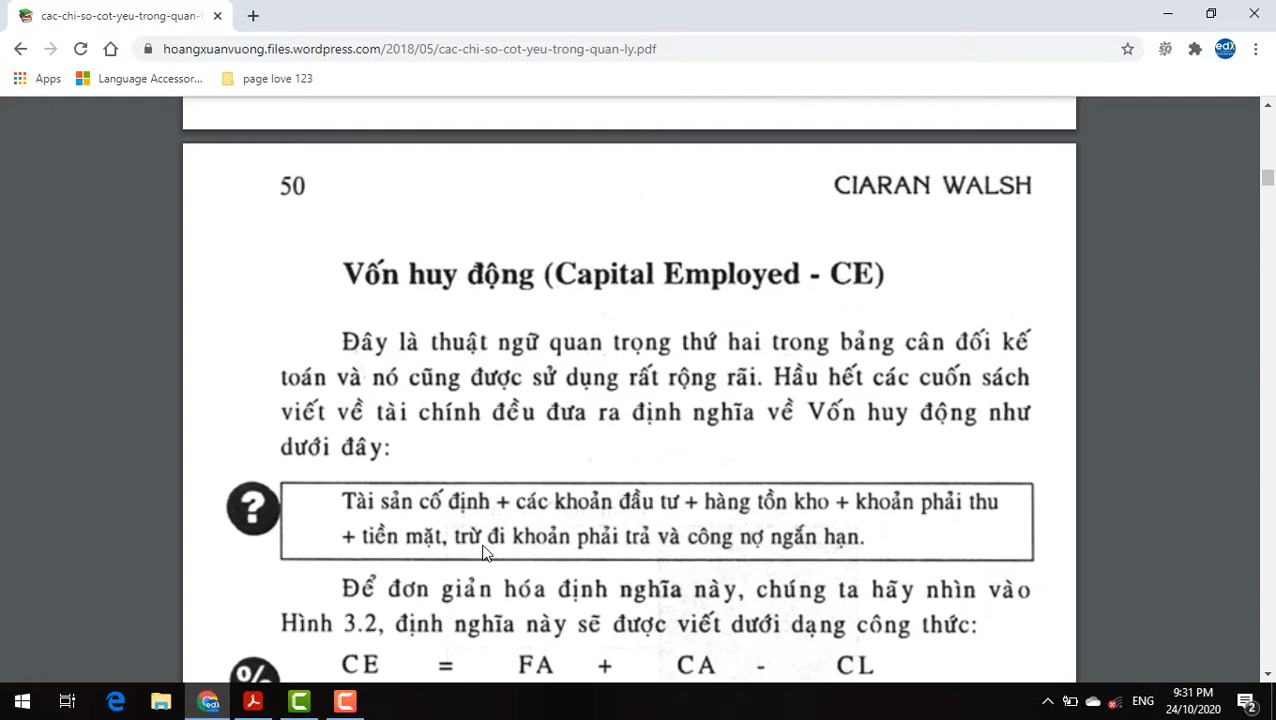 cac-chi-so-cot-yeu-trong-quan-l
hoangxuanvuong.files.wordpress.com/2018/05/cac-chi-so-cot-yeu-trong-quan-ly.pdf
edX
Apps
Language Accessor...
page love 123
50
CIARAN WALSH
Vốn huy động (Capital Employed - CE)
Đây là thuật ngữ quan trọng thứ hai trong bảng cân đối kế
toán và nó cũng được sử dụng rất rộng rãi. Hầu hết các cuốn sách
viết về tài chính đều đưa ra định nghĩa về Vốn huy động như
dưới đây:
?
Tài sản cố định + các khoản đầu tư + hàng tồn kho + khoản phải thu
+ tiền mặt, trừ đi khoản phải trả và công nợ ngắn hạn.
Để đơn giản hóa định nghĩa này, chúng ta hãy nhìn vào
Hình 3.2, định nghĩa này sẽ được viết dưới dạng công thức:
%
CE = FA + CA - CL
edX
ENG
9:31 PM
24/10/2020
2